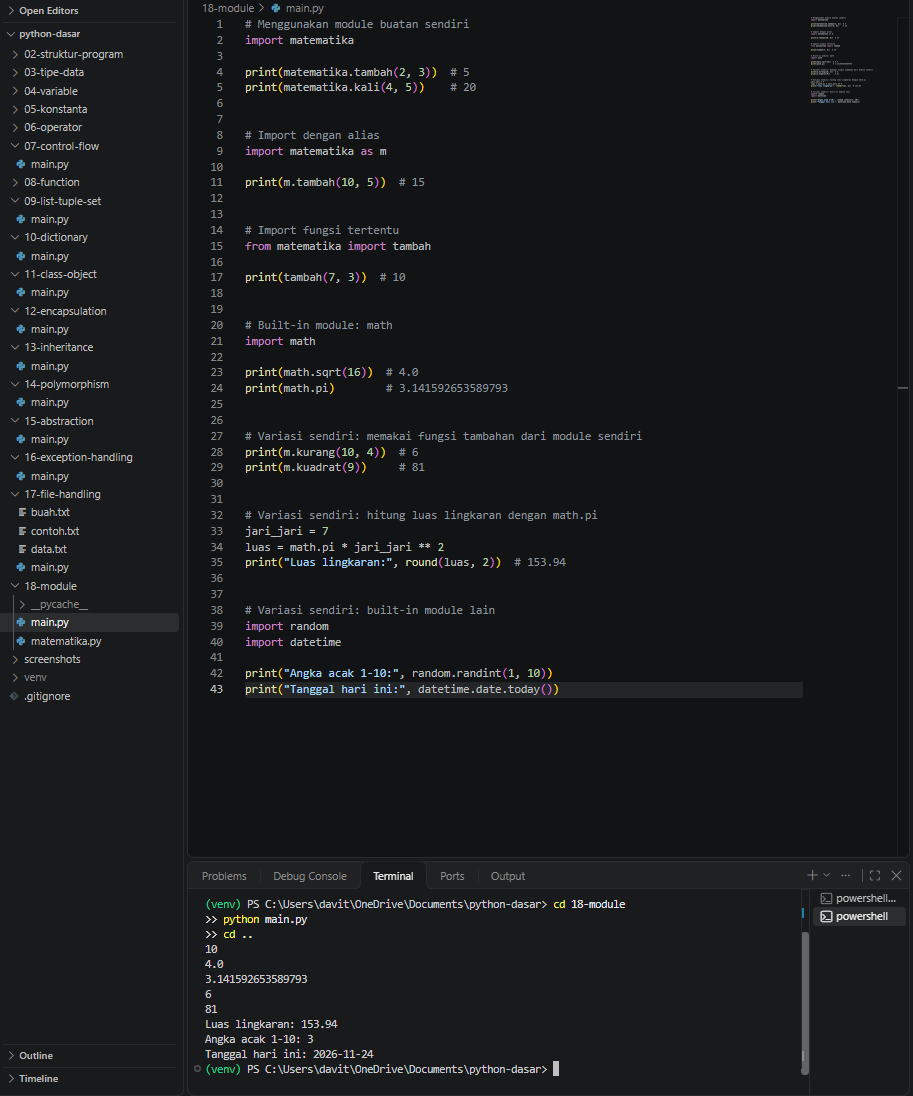 Open Editors
python-dasar
02-struktur-program
03-tipe-data
04-variable
05-konstanta
06-operator
07-control-flow
main.py
08-function
09-list-tuple-set
main.py
10-dictionary
main.py
11-class-object
main.py
12-encapsulation
main.py
13-inheritance
main.py
14-polymorphism
main.py
15-abstraction
main.py
16-exception-handling
main.py
17-file-handling
buah.txt
contoh.txt
data.txt
main.py
18-module
__pycache__
main.py
matematika.py
screenshots
venv
.gitignore
Outline
Timeline
18-module > main.py
1 # Menggunakan module buatan sendiri
2 import matematika
3
4 print(matematika.tambah(2, 3))  # 5
5 print(matematika.kali(4, 5))    # 20
6
7
8 # Import dengan alias
9 import matematika as m
10
11 print(m.tambah(10, 5))  # 15
12
13
14 # Import fungsi tertentu
15 from matematika import tambah
16
17 print(tambah(7, 3))  # 10
18
19
20 # Built-in module: math
21 import math
22
23 print(math.sqrt(16))  # 4.0
24 print(math.pi)        # 3.141592653589793
25
26
27 # Variasi sendiri: memakai fungsi tambahan dari module sendiri
28 print(m.kurang(10, 4))  # 6
29 print(m.kuadrat(9))     # 81
30
31
32 # Variasi sendiri: hitung luas lingkaran dengan math.pi
33 jari_jari = 7
34 luas = math.pi * jari_jari ** 2
35 print("Luas lingkaran:", round(luas, 2))  # 153.94
36
37
38 # Variasi sendiri: built-in module lain
39 import random
40 import datetime
41
42 print("Angka acak 1-10:", random.randint(1, 10))
43 print("Tanggal hari ini:", datetime.date.today())
Problems Debug Console Terminal Ports Output
(venv) PS C:\Users\davit\OneDrive\Documents\python-dasar> cd 18-module
>> python main.py
>> cd ..
10
4.0
3.141592653589793
6
81
Luas lingkaran: 153.94
Angka acak 1-10: 3
Tanggal hari ini: 2026-11-24
(venv) PS C:\Users\davit\OneDrive\Documents\python-dasar>
powershell...
powershell